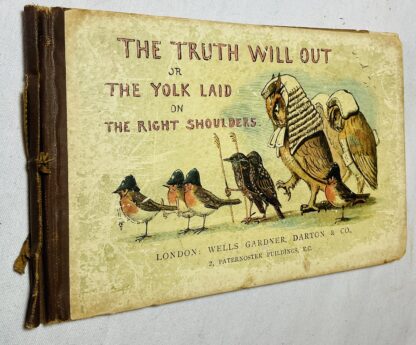 THE TRUTH WILL OUT
OR
THE YOLK LAID
ON
THE RIGHT SHOULDERS.
LONDON: WELLS GARDNER, DARTON & CO.,
2, PATERNOSTER BUILDINGS, E.C.